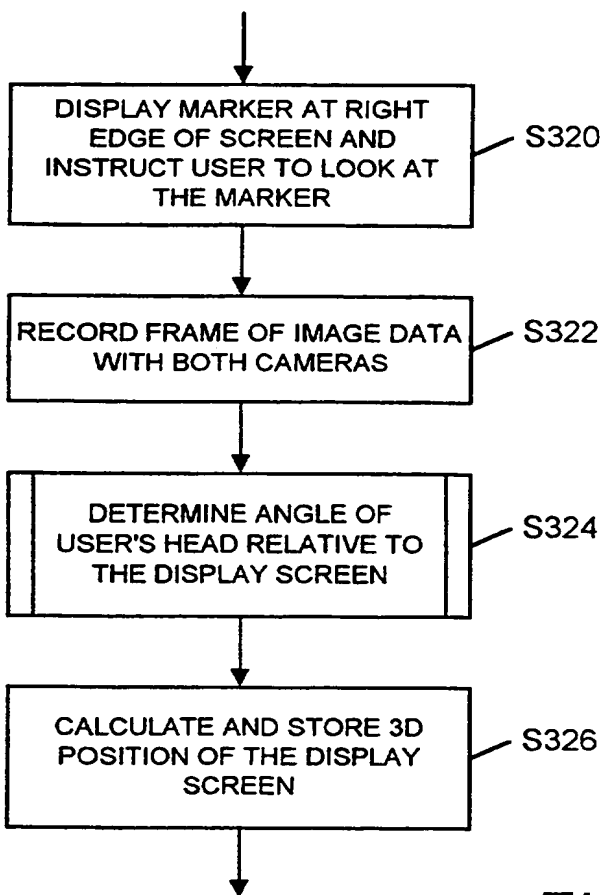 DISPLAY MARKER AT RIGHT
EDGE OF SCREEN AND
INSTRUCT USER TO LOOK AT
THE MARKER
S320
RECORD FRAME OF IMAGE DATA
WITH BOTH CAMERAS
S322
DETERMINE ANGLE OF
USER'S HEAD RELATIVE TO
THE DISPLAY SCREEN
S324
CALCULATE AND STORE 3D
POSITION OF THE DISPLAY
SCREEN
S326